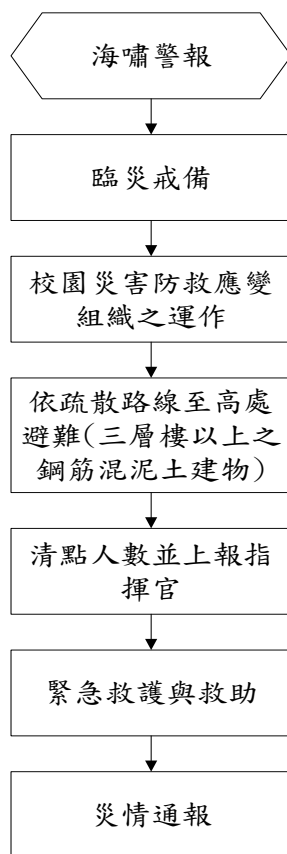 海嘯警報
臨災戒備
校園災害防救應變
組織之運作
依疏散路線至高處
避難(三層樓以上之
鋼筋混泥土建物)
清點人數並上報指
揮官
緊急救護與救助
災情通報